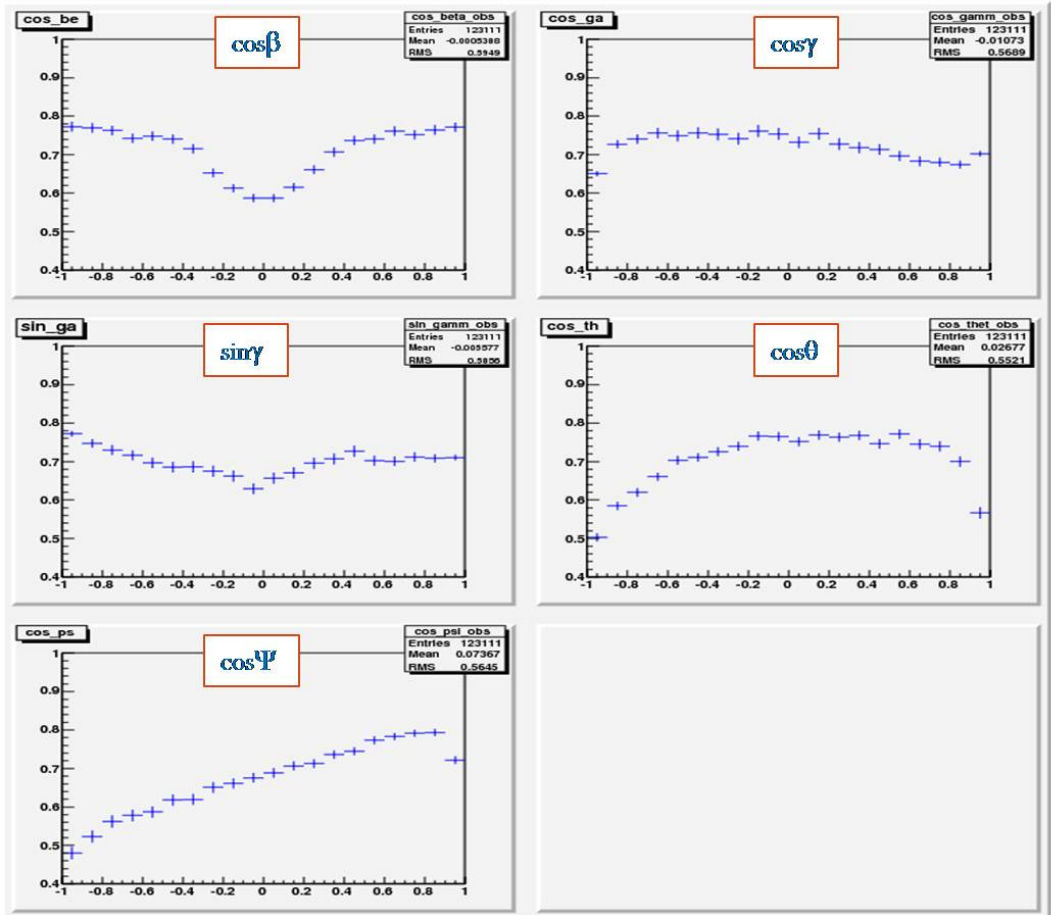 cos_be
cosβ
cos_beta_obs
Entries 123111
Mean -0.0005388
RMS 0.5949
1
0.9
0.8
0.7
0.6
0.5
0.4
-1 -0.8 -0.6 -0.4 -0.2 0 0.2 0.4 0.6 0.8 1
cos_ga
cosγ
cos_gamm_obs
Entries 123111
Mean -0.01073
RMS 0.5689
1
0.9
0.8
0.7
0.6
0.5
0.4
-1 -0.8 -0.6 -0.4 -0.2 0 0.2 0.4 0.6 0.8 1
sin_ga
sinγ
sin_gamm_obs
Entries 123111
Mean -0.005577
RMS 0.5856
1
0.9
0.8
0.7
0.6
0.5
0.4
-1 -0.8 -0.6 -0.4 -0.2 0 0.2 0.4 0.6 0.8 1
cos_th
cosθ
cos_thet_obs
Entries 123111
Mean 0.02677
RMS 0.5521
1
0.9
0.8
0.7
0.6
0.5
0.4
-1 -0.8 -0.6 -0.4 -0.2 0 0.2 0.4 0.6 0.8 1
cos_ps
cosΨ
cos_psi_obs
Entries 123111
Mean 0.07367
RMS 0.5645
1
0.9
0.8
0.7
0.6
0.5
0.4
-1 -0.8 -0.6 -0.4 -0.2 0 0.2 0.4 0.6 0.8 1